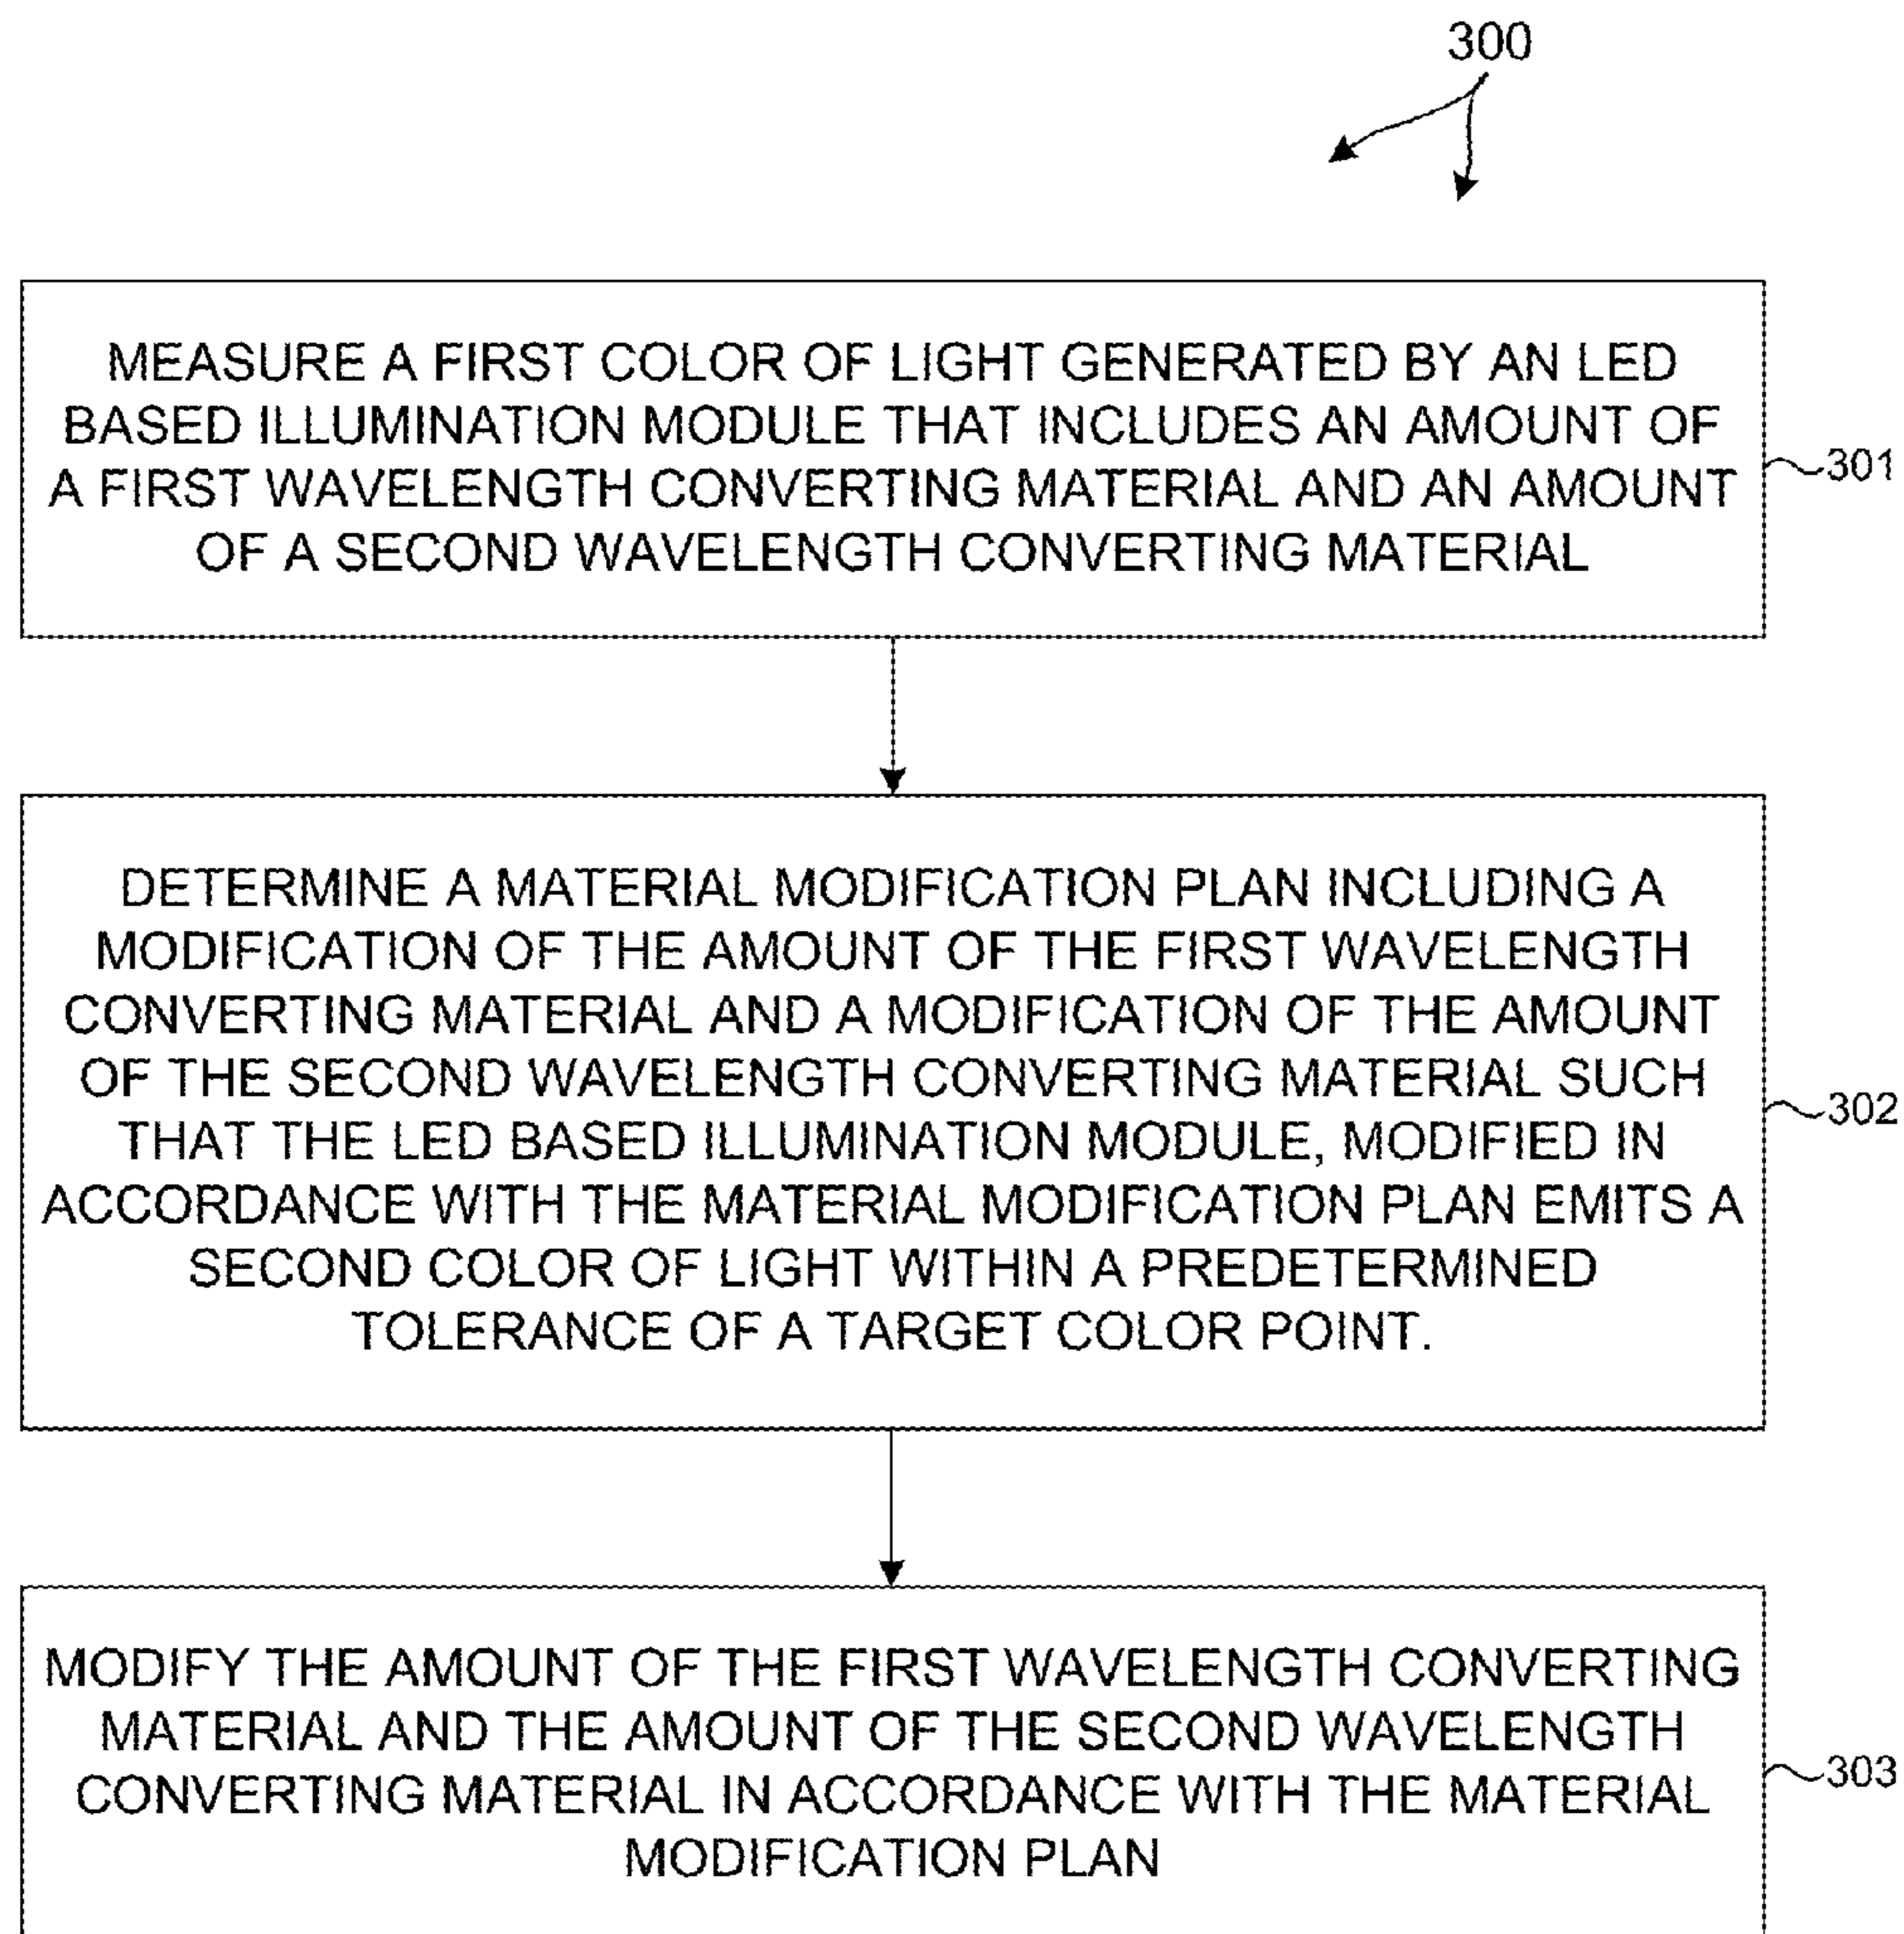 300
MEASURE A FIRST COLOR OF LIGHT GENERATED BY AN LED
BASED ILLUMINATION MODULE THAT INCLUDES AN AMOUNT OF
A FIRST WAVELENGTH CONVERTING MATERIAL AND AN AMOUNT
OF A SECOND WAVELENGTH CONVERTING MATERIAL
301
DETERMINE A MATERIAL MODIFICATION PLAN INCLUDING A
MODIFICATION OF THE AMOUNT OF THE FIRST WAVELENGTH
CONVERTING MATERIAL AND A MODIFICATION OF THE AMOUNT
OF THE SECOND WAVELENGTH CONVERTING MATERIAL SUCH
THAT THE LED BASED ILLUMINATION MODULE, MODIFIED IN
ACCORDANCE WITH THE MATERIAL MODIFICATION PLAN EMITS A
SECOND COLOR OF LIGHT WITHIN A PREDETERMINED
TOLERANCE OF A TARGET COLOR POINT.
302
MODIFY THE AMOUNT OF THE FIRST WAVELENGTH CONVERTING
MATERIAL AND THE AMOUNT OF THE SECOND WAVELENGTH
CONVERTING MATERIAL IN ACCORDANCE WITH THE MATERIAL
MODIFICATION PLAN
303